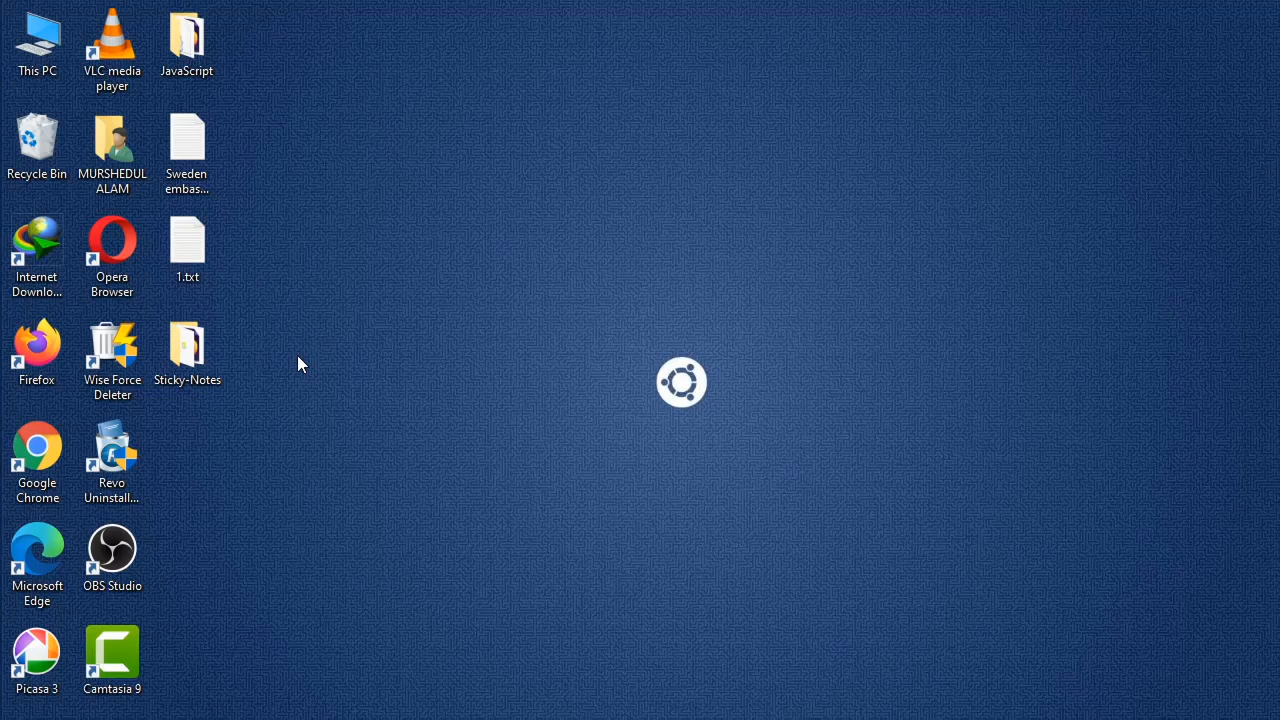 This PC
VLC media
player
JavaScript
Recycle Bin
MURSHEDUL
ALAM
Sweden
embas...
Internet
Downlo...
Opera
Browser
1.txt
Firefox
Wise Force
Deleter
Sticky-Notes
Google
Chrome
Revo
Uninstall...
Microsoft
Edge
OBS Studio
Picasa 3
Camtasia 9